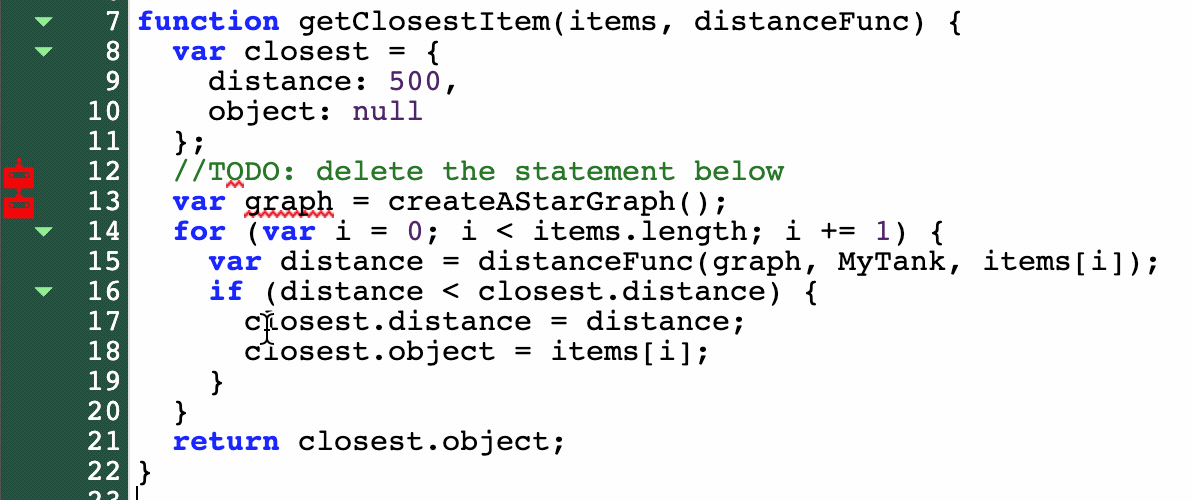 7 function getClosestItem(items, distanceFunc) {
8 var closest = {
9 distance: 500,
10 object: null
11 };
12 //TODO: delete the statement below
13 var graph = createAStarGraph();
14 for (var i = 0; i < items.length; i += 1) {
15 var distance = distanceFunc(graph, MyTank, items[i]);
16 if (distance < closest.distance) {
17 closest.distance = distance;
18 closest.object = items[i];
19 }
20 }
21 return closest.object;
22 }
23